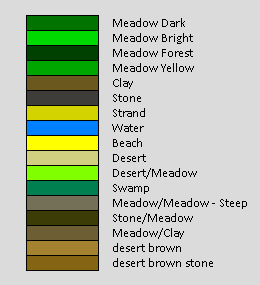 Meadow Dark
Meadow Bright
Meadow Forest
Meadow Yellow
Clay
Stone
Strand
Water
Beach
Desert
Desert/Meadow
Swamp
Meadow/Meadow - Steep
Stone/Meadow
Meadow/Clay
desert brown
desert brown stone